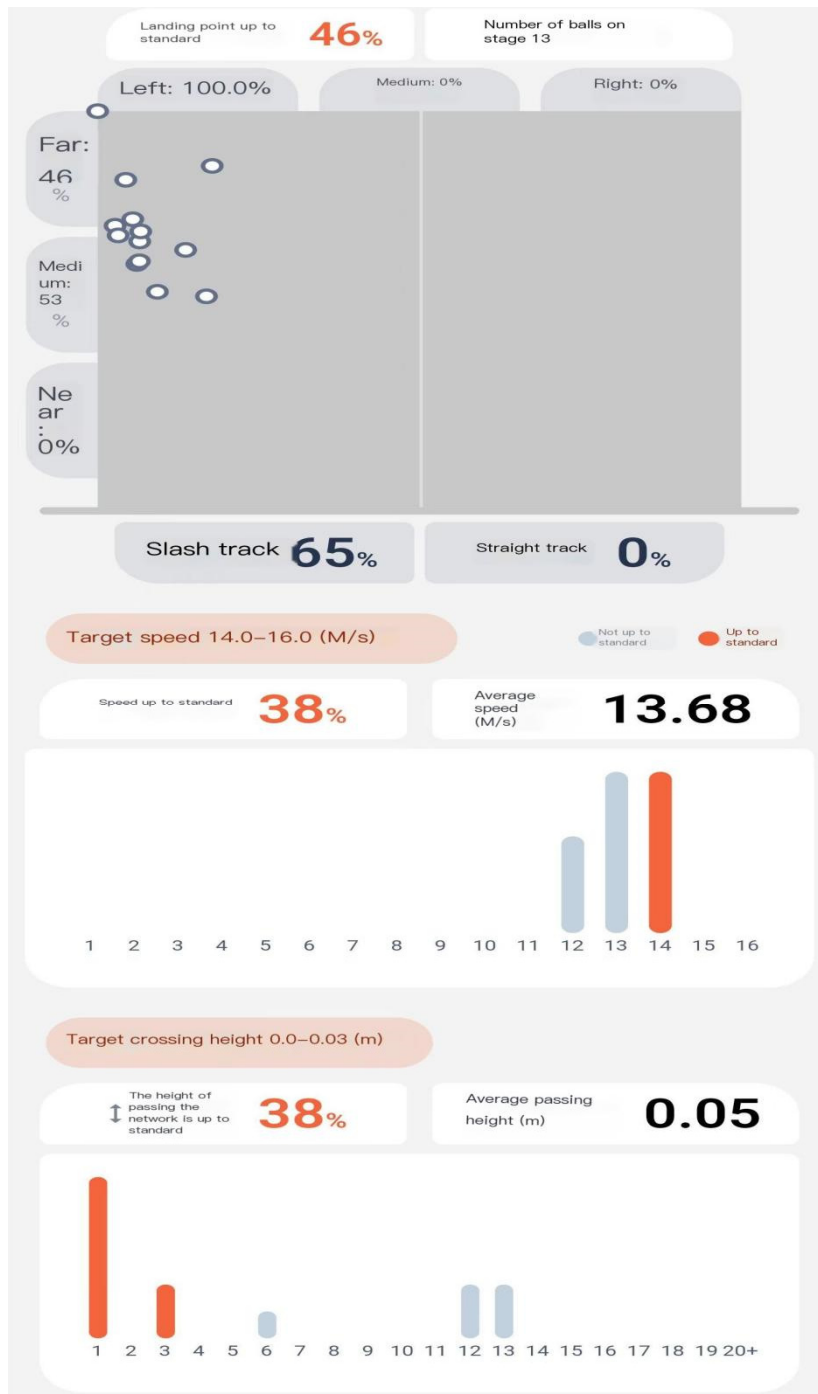 Landing point up to
standard
46%
Number of balls on
stage 13
Left: 100.0%
Medium: 0%
Right: 0%
Far:
46
%
Medi
um:
53
%
Ne
ar
:
0%
Slash track 65%
Straight track 0%
Target speed 14.0–16.0 (M/s)
Not up to
standard
Up to
standard
Speed up to standard 38%
Average
speed
(M/s)
13.68
1 2 3 4 5 6 7 8 9 10 11 12 13 14 15 16
Target crossing height 0.0–0.03 (m)
The height of
passing the
network is up to
standard
38%
Average passing
height (m)
0.05
1 2 3 4 5 6 7 8 9 10 11 12 13 14 15 16 17 18 19 20+